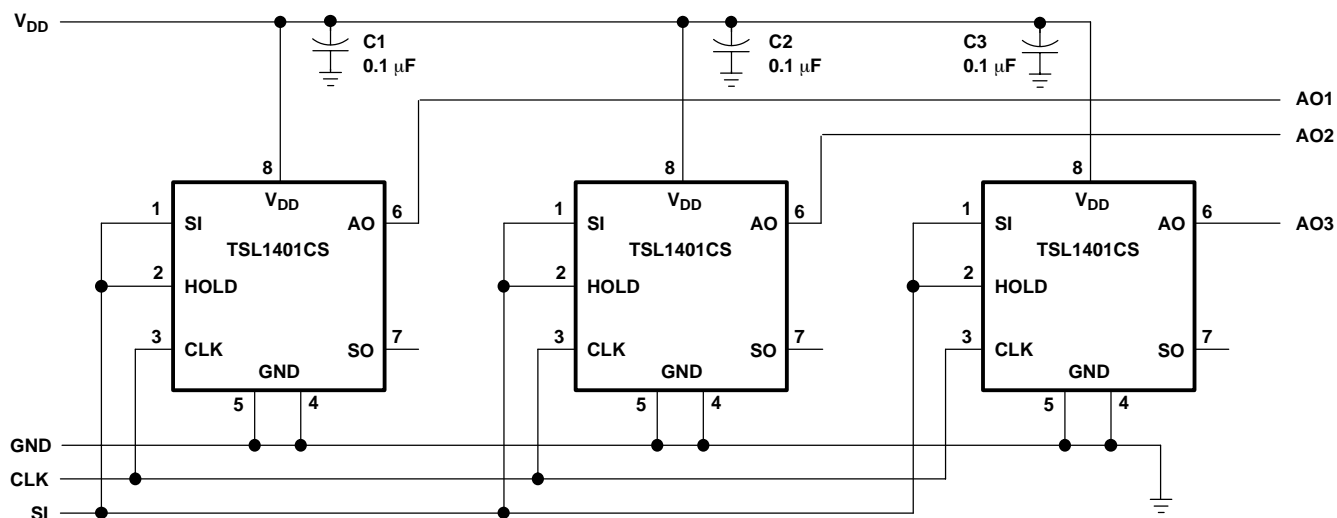 VDD
C1
0.1 μF
C2
0.1 μF
C3
0.1 μF
AO1
AO2
8
8
8
VDD
VDD
VDD
1
SI
AO
6
1
SI
AO
6
1
SI
AO
6
AO3
TSL1401CS
TSL1401CS
TSL1401CS
2
HOLD
2
HOLD
2
HOLD
3
CLK
SO
7
3
CLK
SO
7
3
CLK
SO
7
GND
GND
GND
5
4
5
4
5
4
GND
CLK
SI